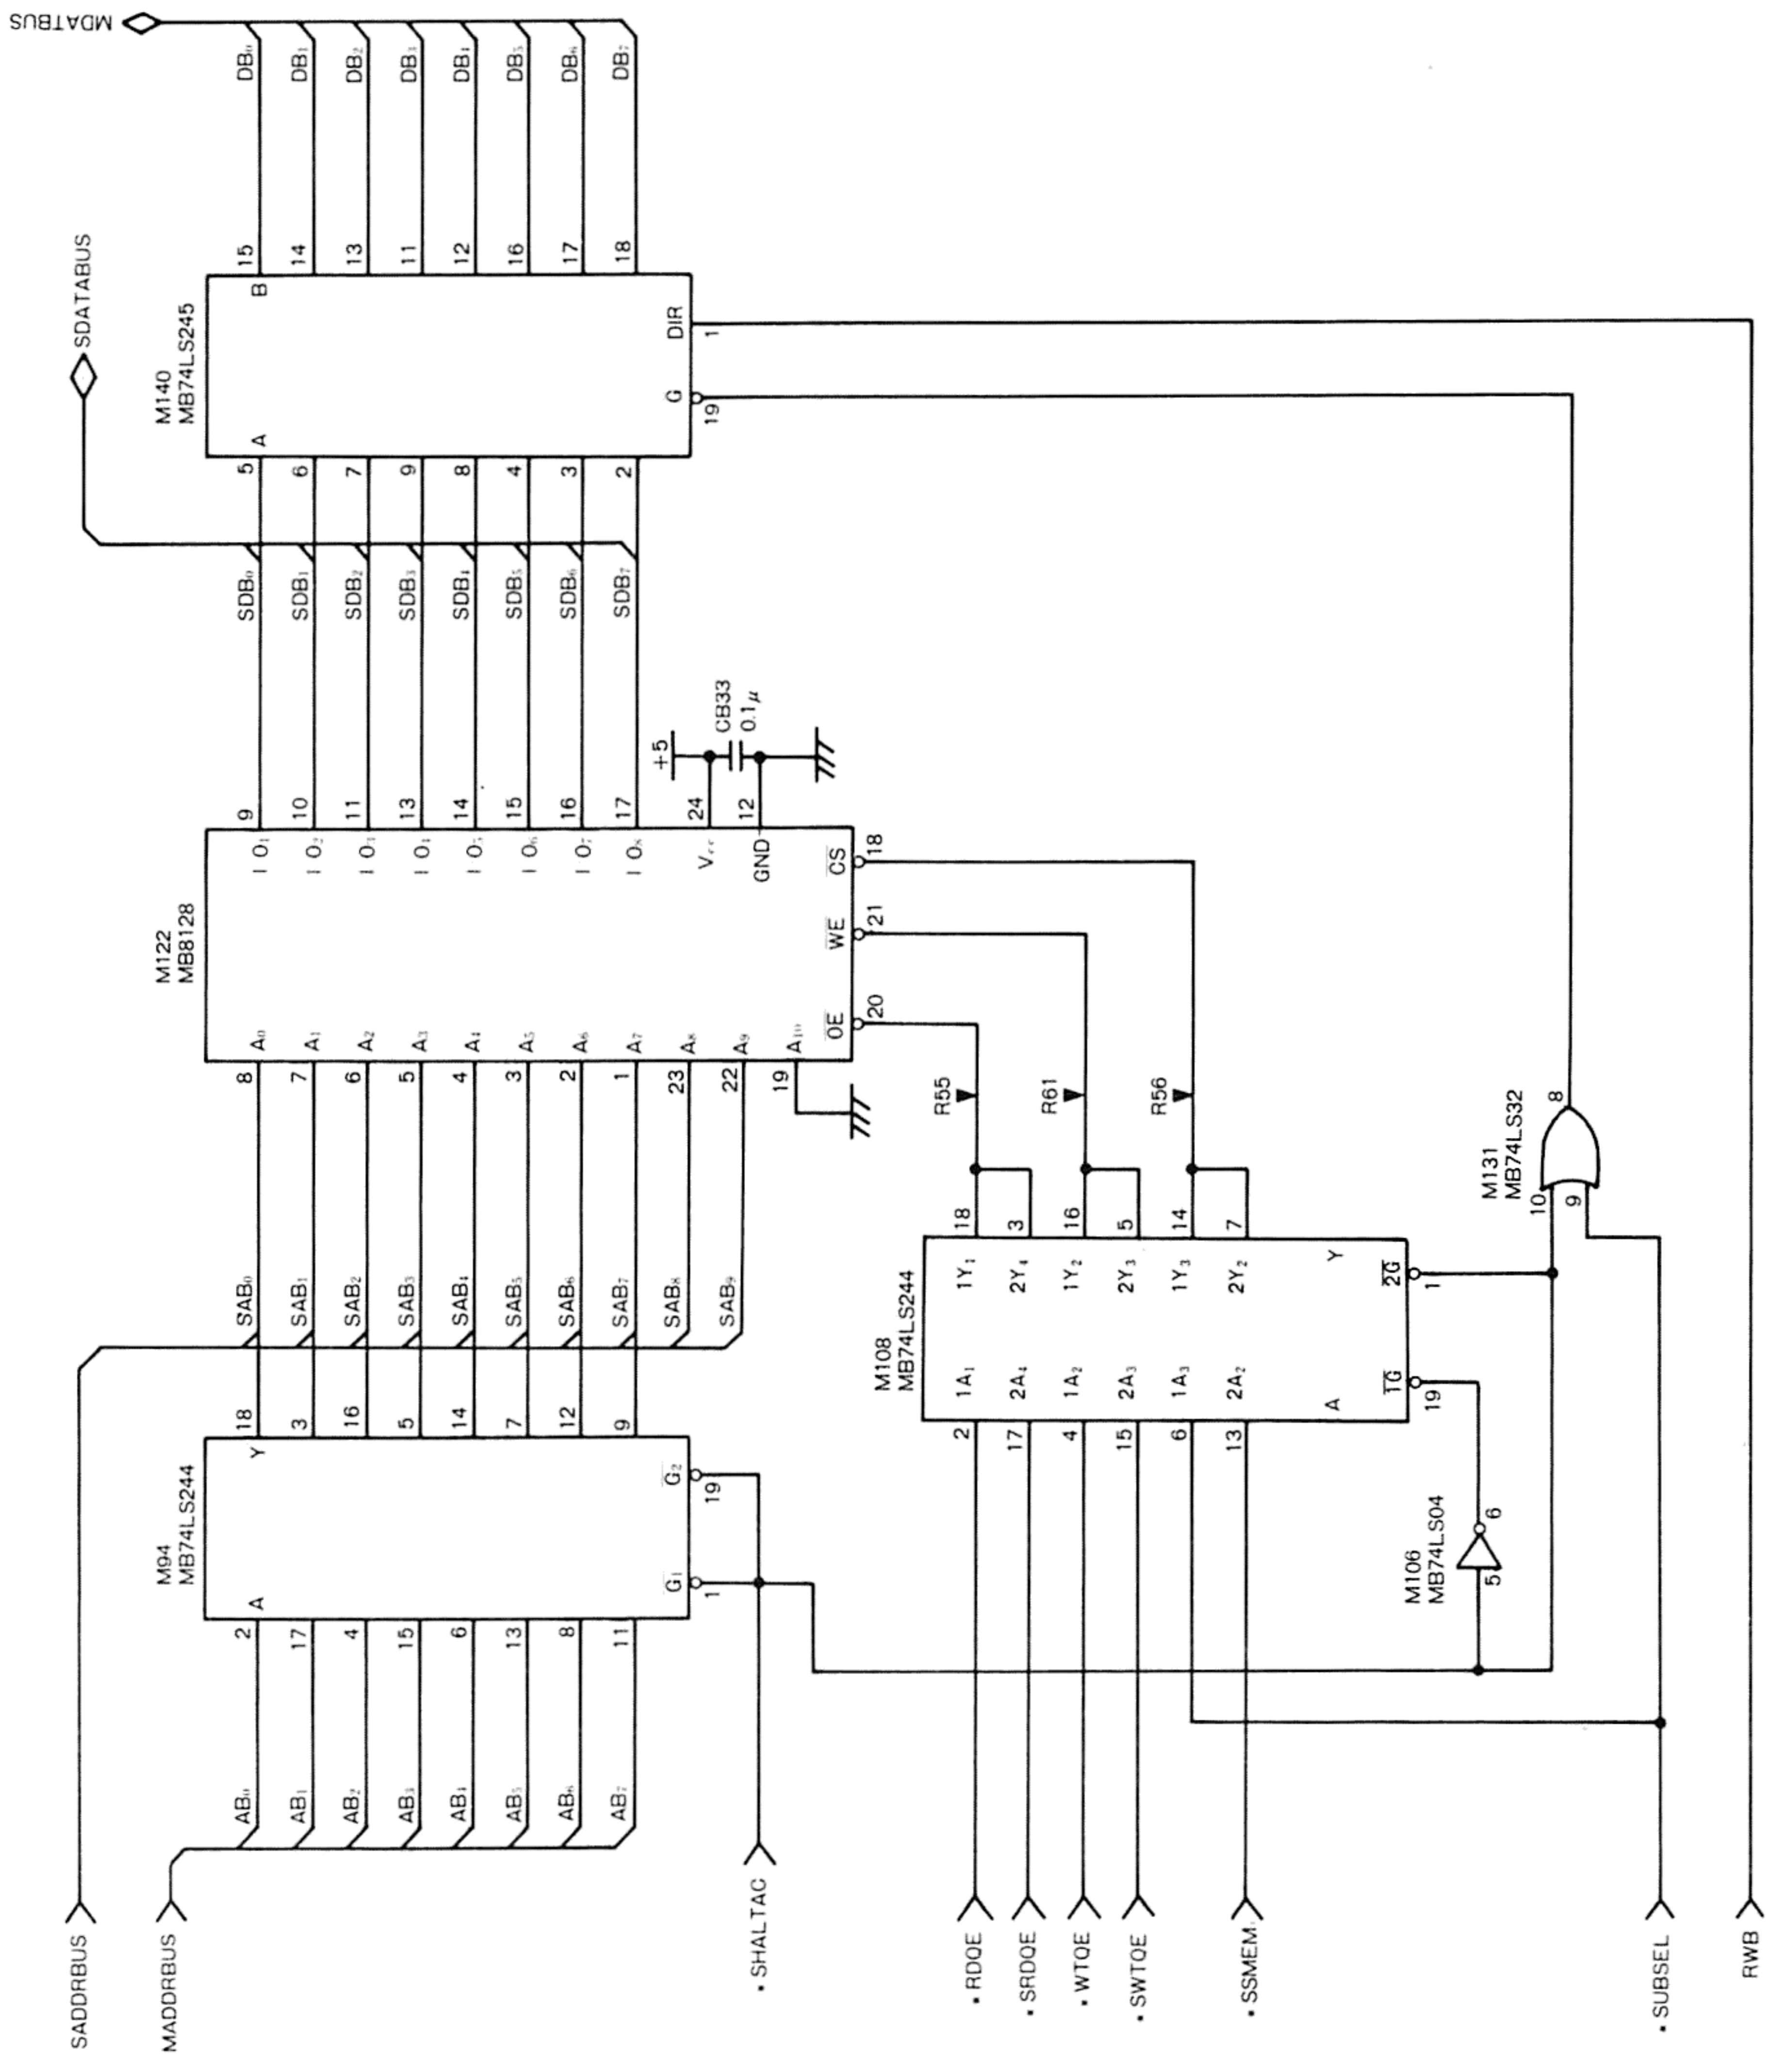 MDATBUS
DB0
DB1
DB2
DB3
DB4
DB5
DB6
DB7
SDATABUS
15
14
13
11
12
16
17
18
M140
MB74LS245
B
A
DIR
G
1
19
5
6
7
9
8
4
3
2
SDB0
SDB1
SDB2
SDB3
SDB4
SDB5
SDB6
SDB7
+5
CB33
0.1μ
9
10
11
13
14
15
16
17
24
12
M122
MB8128
I O1
I O2
I O3
I O4
I O5
I O6
I O7
I O8
Vcc
GND
CS
18
WE
21
OE
20
A0
A1
A2
A3
A4
A5
A6
A7
A8
A9
A10
8
7
6
5
4
3
2
1
23
22
19
R55
R61
R56
M131
MB74LS32
8
10
9
SAB0
SAB1
SAB2
SAB3
SAB4
SAB5
SAB6
SAB7
SAB8
SAB9
18
3
16
5
14
7
M108
MB74LS244
1Y1
2Y4
1Y2
2Y3
1Y3
2Y2
Y
2G
1
1A1
2A4
1A2
2A3
1A3
2A2
A
1G
19
2
17
4
15
6
13
18
3
16
5
14
7
12
9
M94
MB74LS244
Y
A
G2
19
G1
1
2
17
4
15
6
13
8
11
M106
MB74LS04
6
5
AB0
AB1
AB2
AB3
AB4
AB5
AB6
AB7
SADDRBUS
MADDRBUS
* SHALTAC
* RDQE
* SRDQE
* WTQE
* SWTQE
* SSMEM
* SUBSEL
RWB